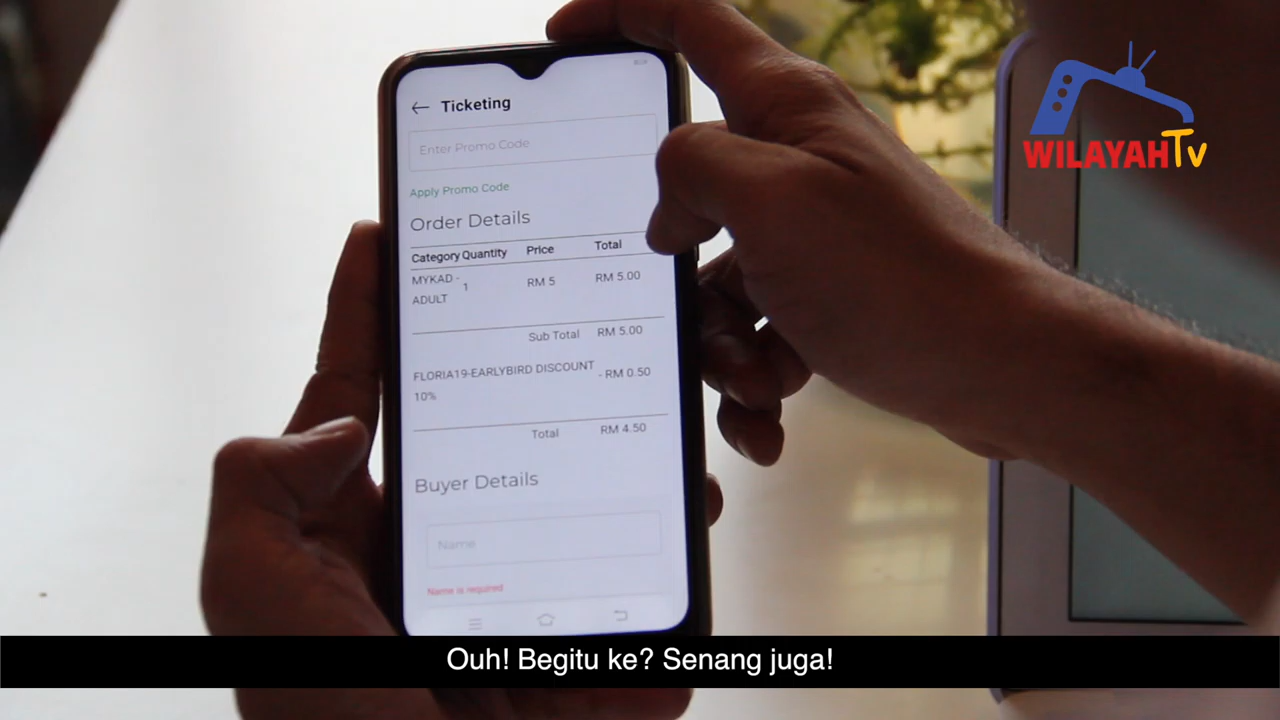 Ticketing
Enter Promo Code
Apply Promo Code
Order Details
Category Quantity Price Total
MYKAD - 1 RM 5 RM 5.00
ADULT
Sub Total RM 5.00
FLORIA19-EARLYBIRD DISCOUNT - RM 0.50
10%
Total RM 4.50
Buyer Details
Name
Name is required
WILAYAHTv
Ouh! Begitu ke? Senang juga!